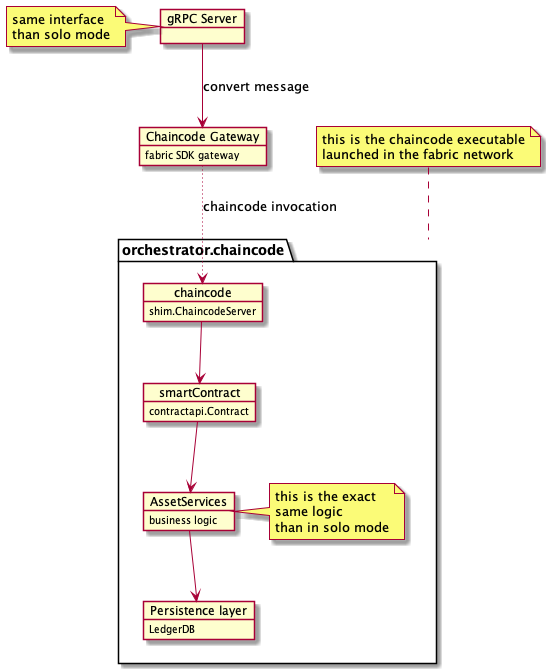 same interface
than solo mode
gRPC Server
convert message
Chaincode Gateway
fabric SDK gateway
this is the chaincode executable
launched in the fabric network
chaincode invocation
orchestrator.chaincode
chaincode
shim.ChaincodeServer
smartContract
contractapi.Contract
AssetServices
business logic
this is the exact
same logic
than in solo mode
Persistence layer
LedgerDB